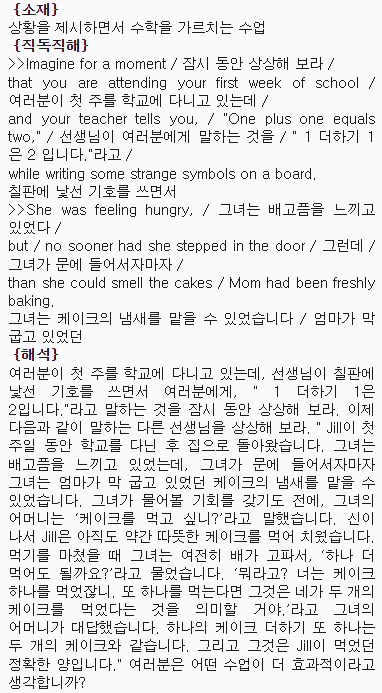 {소재}
상황을 제시하면서 수학을 가르치는 수업
{직독직해}
>>Imagine for a moment / 잠시 동안 상상해 보라 /
that you are attending your first week of school /
여러분이 첫 주를 학교에 다니고 있는데 /
and your teacher tells you, / "One plus one equals
two," / 선생님이 여러분에게 말하는 것을 / " 1 더하기 1
은 2 입니다."라고 /
while writing some strange symbols on a board.
칠판에 낯선 기호를 쓰면서
>>She was feeling hungry, / 그녀는 배고픔을 느끼고
있었다 /
but / no sooner had she stepped in the door / 그런데 /
그녀가 문에 들어서자마자 /
than she could smell the cakes / Mom had been freshly
baking.
그녀는 케이크의 냄새를 맡을 수 있었습니다 / 엄마가 막
굽고 있었던
{해석}
여러분이 첫 주를 학교에 다니고 있는데, 선생님이 칠판에
낯선 기호를 쓰면서 여러분에게, " 1 더하기 1은
2입니다."라고 말하는 것을 잠시 동안 상상해 보라. 이제
다음과 같이 말하는 다른 선생님을 상상해 보라. " Jill이 첫
주일 동안 학교를 다닌 후 집으로 돌아왔습니다. 그녀는
배고픔을 느끼고 있었는데, 그녀가 문에 들어서자마자
그녀는 엄마가 막 굽고 있었던 케이크의 냄새를 맡을 수
있었습니다. 그녀가 물어볼 기회를 갖기도 전에, 그녀의
어머니는 ‘케이크를 먹고 싶니?’라고 말했습니다. 신이
나서 Jill은 아직도 약간 따뜻한 케이크를 먹어 치웠습니다.
먹기를 마쳤을 때 그녀는 여전히 배가 고파서, ‘하나 더
먹어도 될까요?’라고 물었습니다. ‘뭐라고? 너는 케이크
하나를 먹었잖니. 또 하나를 먹는다면 그것은 네가 두 개의
케이크를 먹었다는 것을 의미할 거야.’라고 그녀의
어머니가 대답했습니다. 하나의 케이크 더하기 또 하나는
두 개의 케이크와 같습니다. 그리고 그것은 Jill이 먹었던
정확한 양입니다." 여러분은 어떤 수업이 더 효과적이라고
생각합니까?